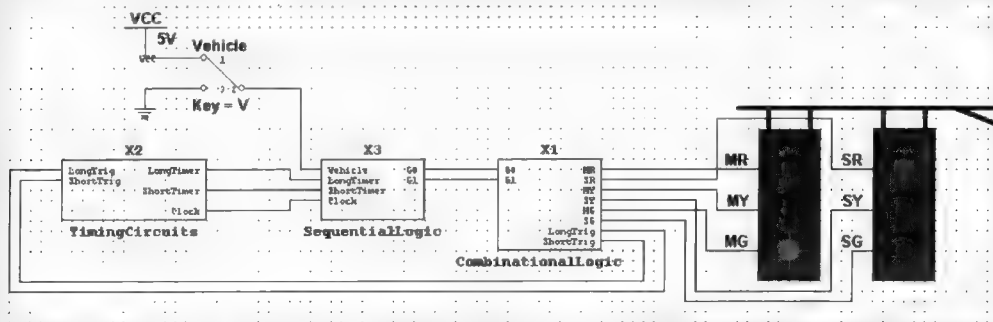 VCC
5V
Vehicle
VCC
1
Key = V
X2
LongTrig
ShortTrig
LongTimer
ShortTimer
Clock
TimingCircuits
X3
Vehicle
LongTimer
ShortTimer
Clock
G0
G1
SequentialLogic
X1
G0
G1
MR
SR
MY
SY
MG
SG
LongTrig
ShortTrig
CombinationalLogic
MR
MY
MG
SR
SY
SG